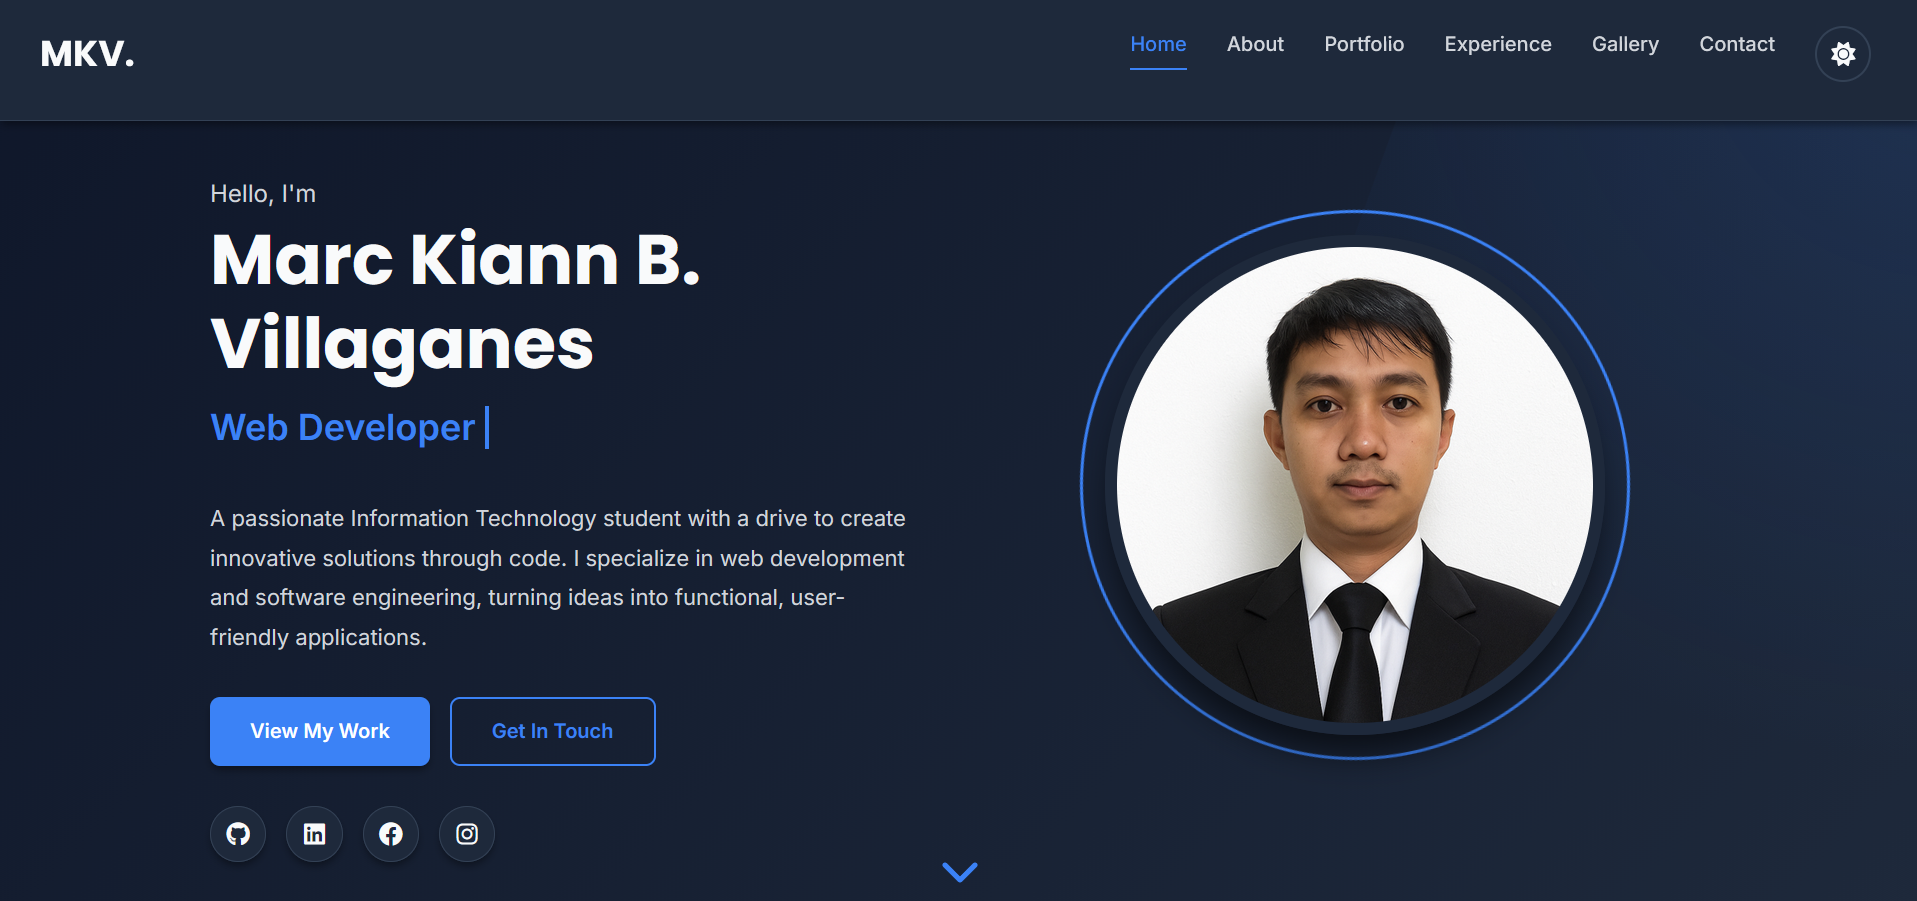 MKV.
Home About Portfolio Experience Gallery Contact
Hello, I'm
Marc Kiann B.
Villaganes
Web Developer
A passionate Information Technology student with a drive to create
innovative solutions through code. I specialize in web development
and software engineering, turning ideas into functional, user-
friendly applications.
View My Work Get In Touch